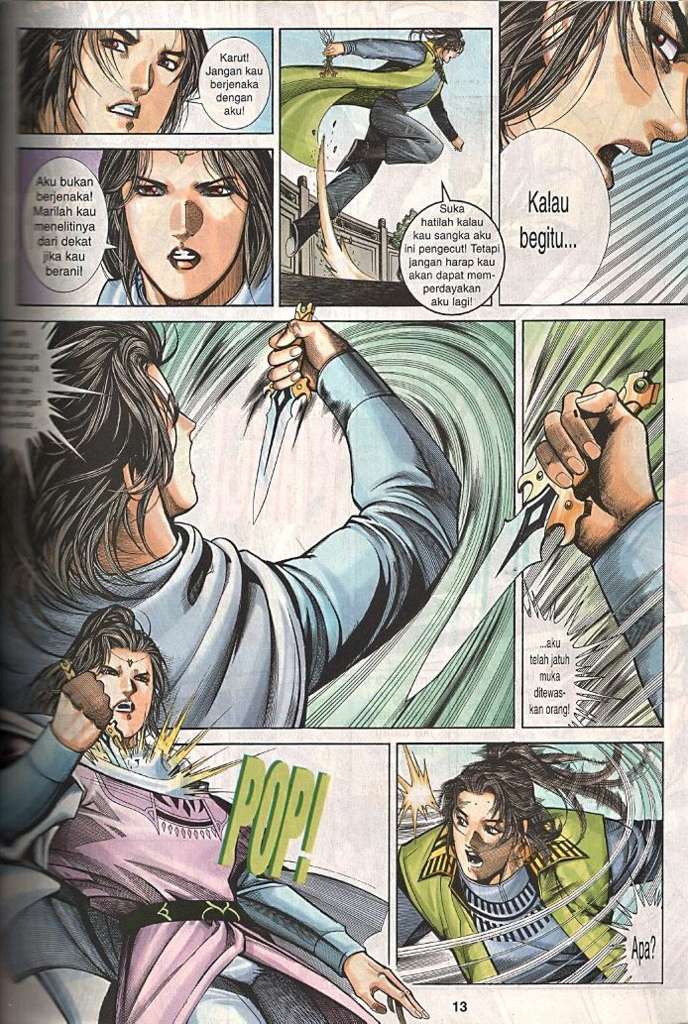 Karut!
Jangan kau
berjenaka
dengan
aku!
Aku bukan
berjenaka!
Marilah kau
menelitinya
dari dekat
jika kau
berani!
Suka
hatilah kalau
kau sangka aku
ini pengecut! Tetapi
jangan harap kau
akan dapat mem-
perdayakan
aku lagi!
Kalau
begitu...
...aku
telah jatuh
muka
ditewas-
kan orang!
POP!
Apa?
13